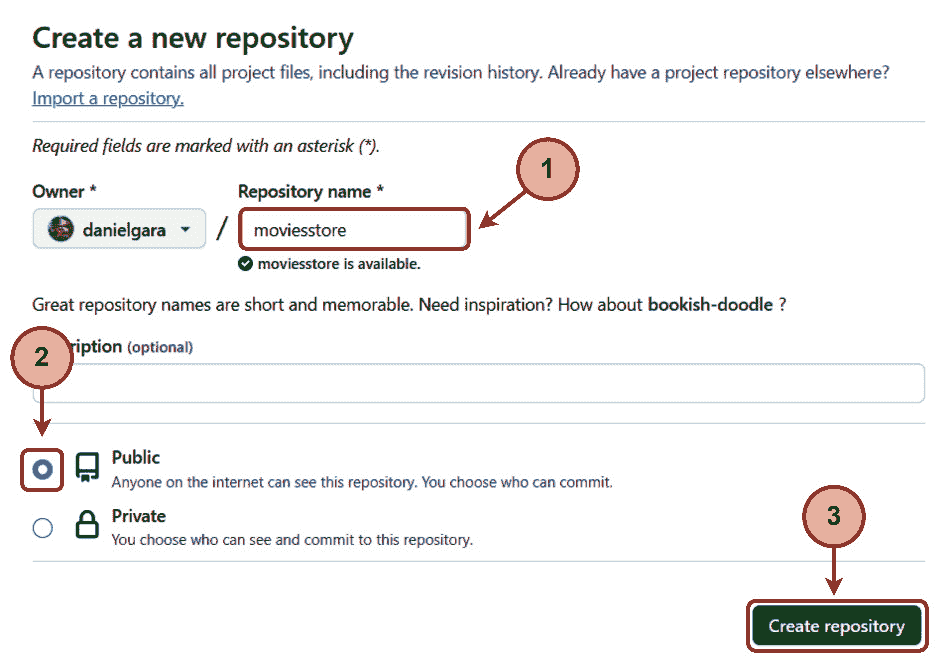 Create a new repository
A repository contains all project files, including the revision history. Already have a project repository elsewhere?
Import a repository.
Required fields are marked with an asterisk (*).
Owner *
Repository name *
1
danielgara
/
moviesstore
moviesstore is available.
Great repository names are short and memorable. Need inspiration? How about bookish-doodle ?
2
ription (optional)
Public
Anyone on the internet can see this repository. You choose who can commit.
Private
You choose who can see and commit to this repository.
3
Create repository